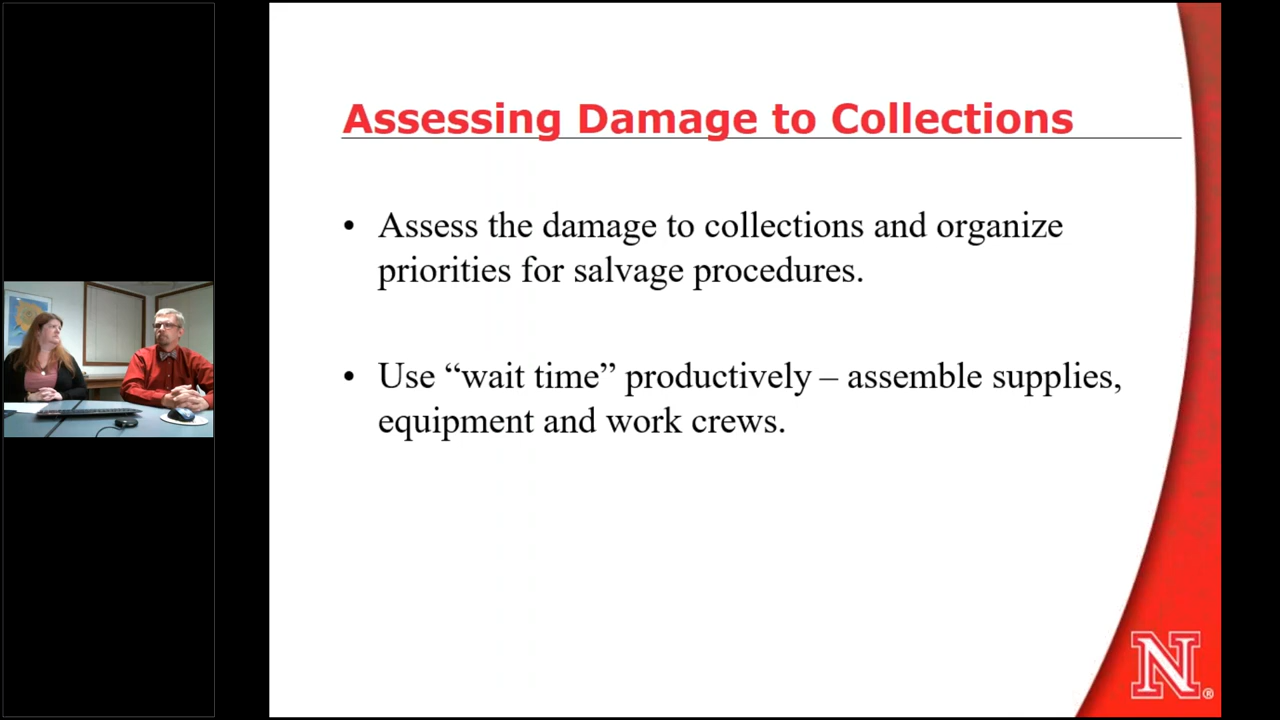 Assessing Damage to Collections
• Assess the damage to collections and organize
priorities for salvage procedures.
• Use “wait time” productively – assemble supplies,
equipment and work crews.
N®